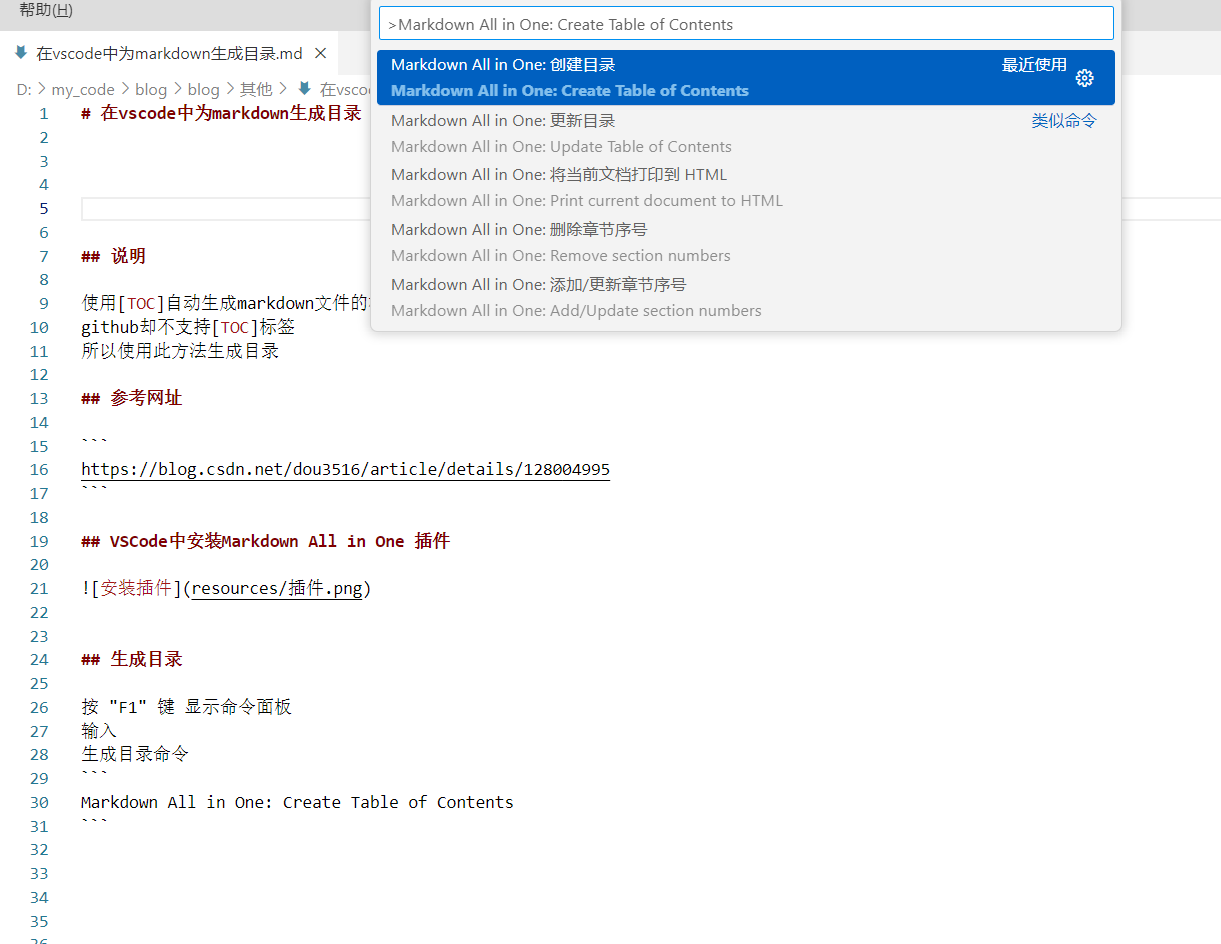 帮助(H)
在vscode中为markdown生成目录.md
D: > my_code > blog > blog > 其他 > 在vsco
>Markdown All in One: Create Table of Contents
Markdown All in One: 创建目录 最近使用
Markdown All in One: Create Table of Contents
Markdown All in One: 更新目录 类似命令
Markdown All in One: Update Table of Contents
Markdown All in One: 将当前文档打印到 HTML
Markdown All in One: Print current document to HTML
Markdown All in One: 删除章节序号
Markdown All in One: Remove section numbers
Markdown All in One: 添加/更新章节序号
Markdown All in One: Add/Update section numbers
1 # 在vscode中为markdown生成目录
2
3
4
5
6
7 ## 说明
8
9 使用[TOC]自动生成markdown文件的
10 github却不支持[TOC]标签
11 所以使用此方法生成目录
12
13 ## 参考网址
14
15 ```
16 https://blog.csdn.net/dou3516/article/details/128004995
17 ```
18
19 ## VSCode中安装Markdown All in One 插件
20
21 ![安装插件](resources/插件.png)
22
23
24 ## 生成目录
25
26 按 "F1" 键 显示命令面板
27 输入
28 生成目录命令
29 ```
30 Markdown All in One: Create Table of Contents
31 ```
32
33
34
35